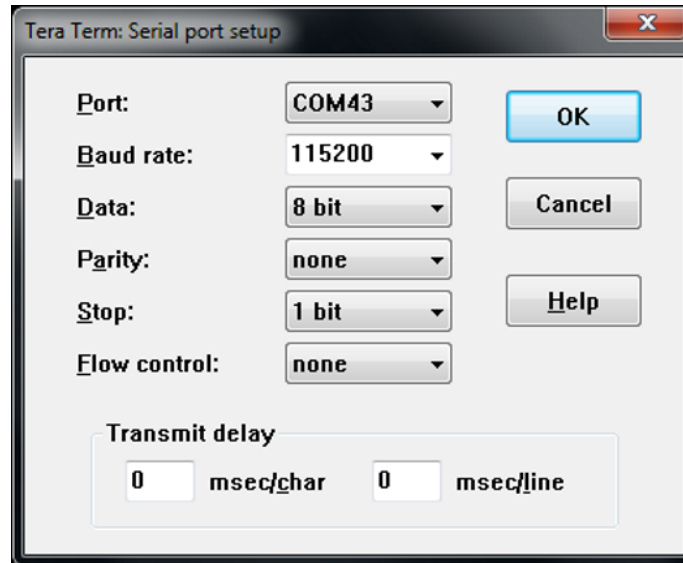 Tera Term: Serial port setup
Port: COM43
OK
Baud rate: 115200
Data: 8 bit
Cancel
Parity: none
Stop: 1 bit
Help
Flow control: none
Transmit delay
0 msec/char 0 msec/line